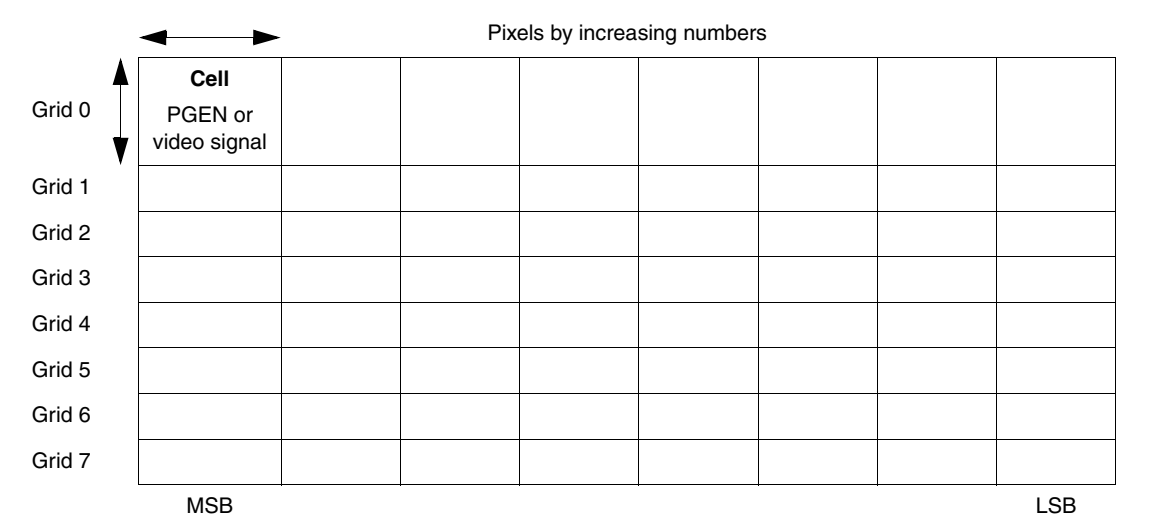 Pixels by increasing numbers
Cell
Grid 0
PGEN or
video signal
Grid 1
Grid 2
Grid 3
Grid 4
Grid 5
Grid 6
Grid 7
MSB
LSB